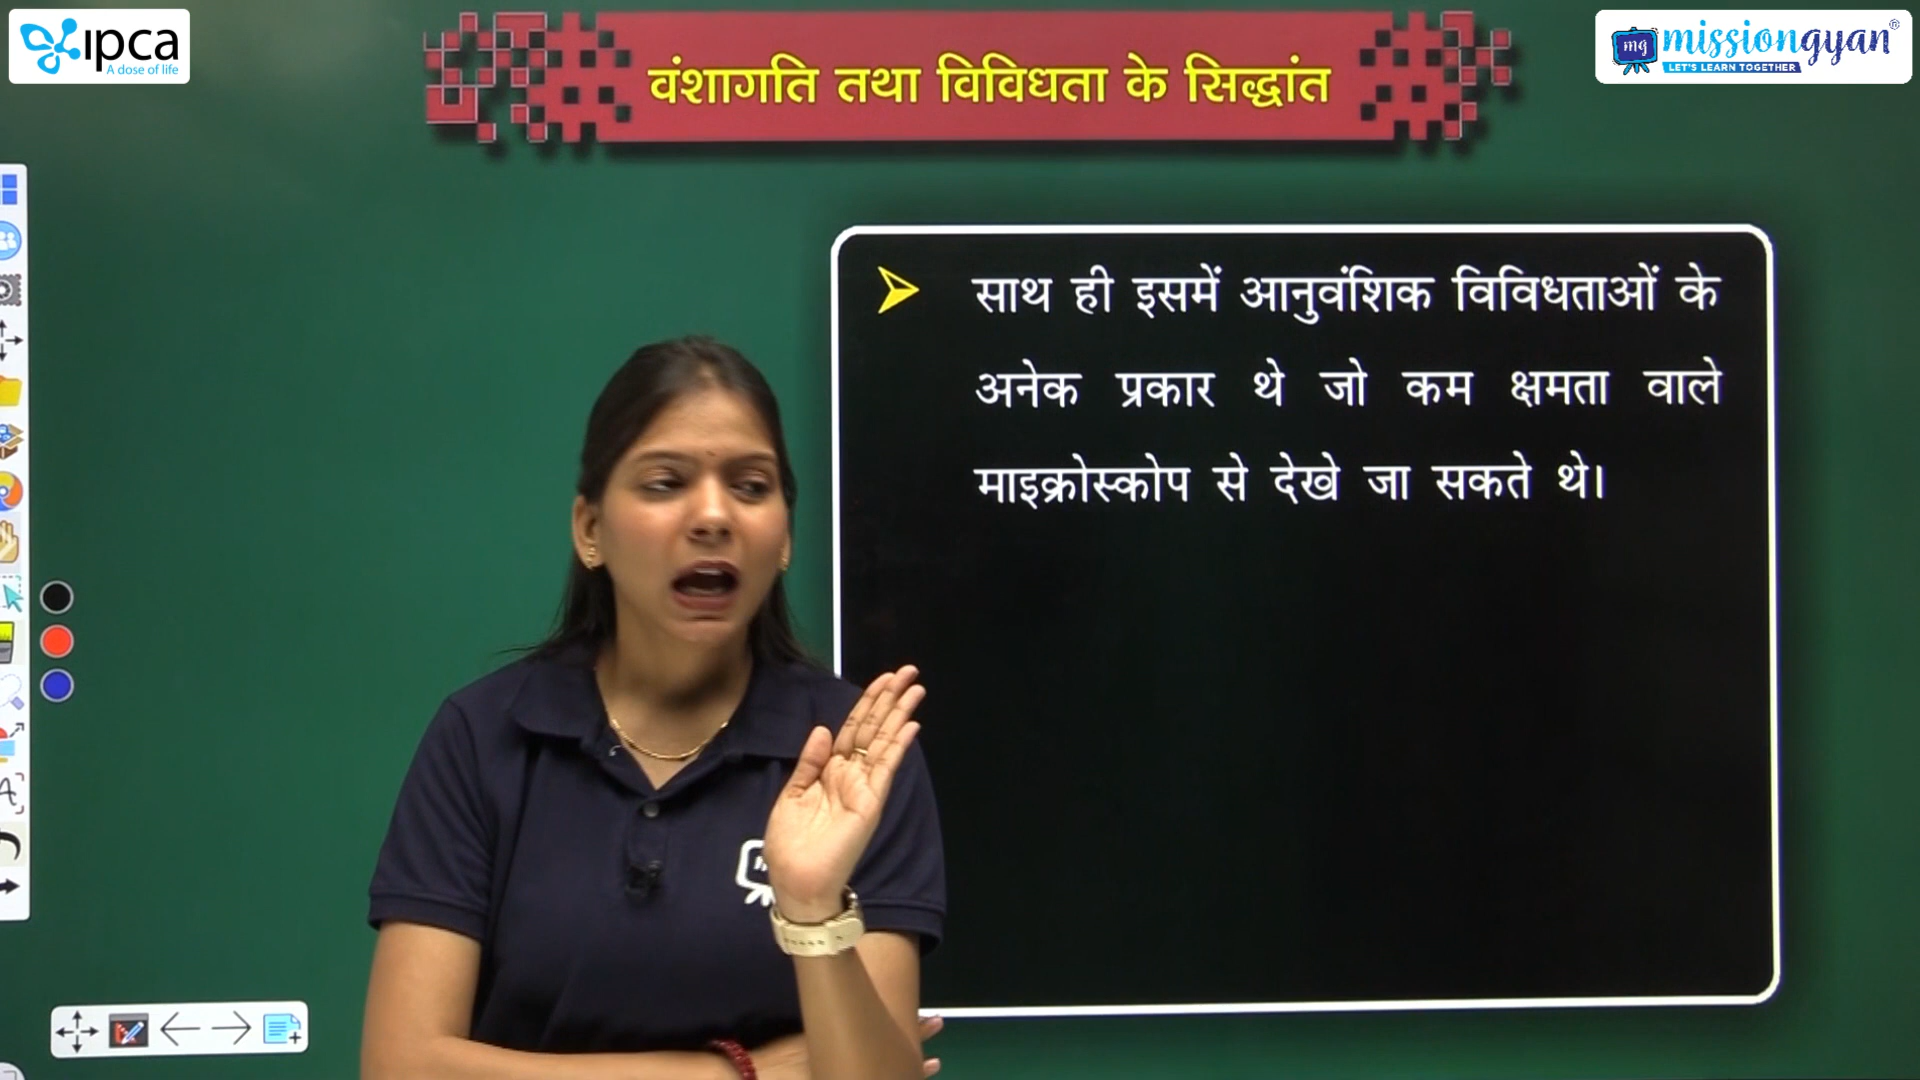 ipca
A dose of life
वंशागति तथा विविधता के सिद्धांत
mg missiongyan®
LET'S LEARN TOGETHER
साथ ही इसमें आनुवंशिक विविधताओं के
अनेक प्रकार थे जो कम क्षमता वाले
माइक्रोस्कोप से देखे जा सकते थे।